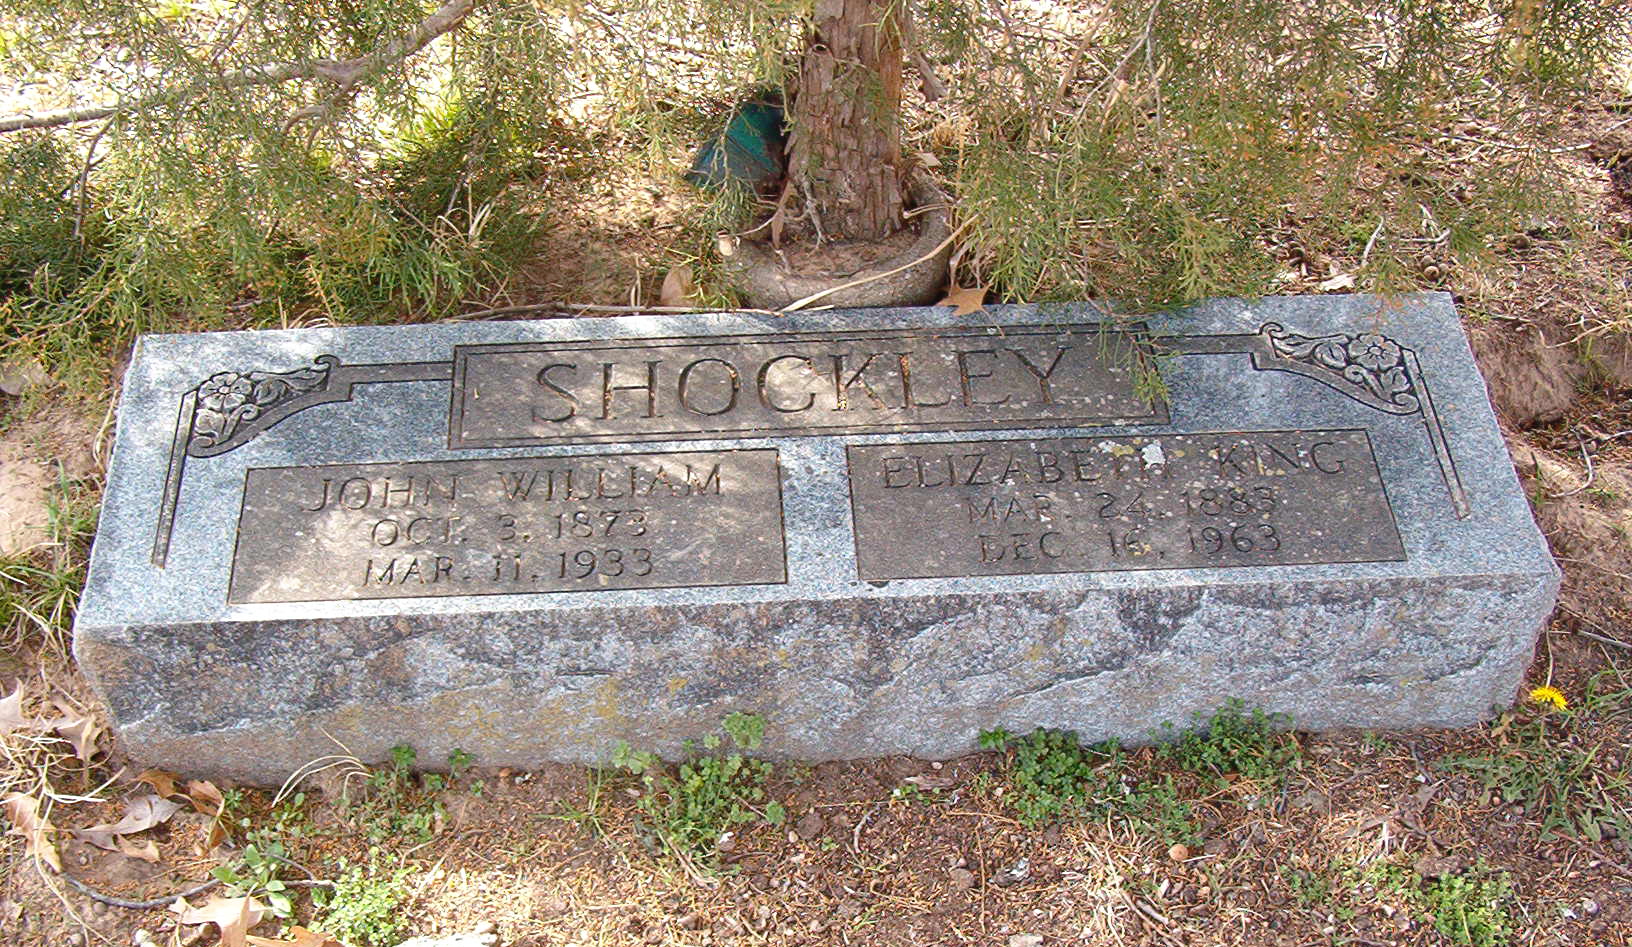 SHOCKLEY
JOHN WILLIAM
OCT. 3, 1873
MAR. 11, 1933
ELIZABETH KING
MAR. 24, 1883
DEC. 16, 1963